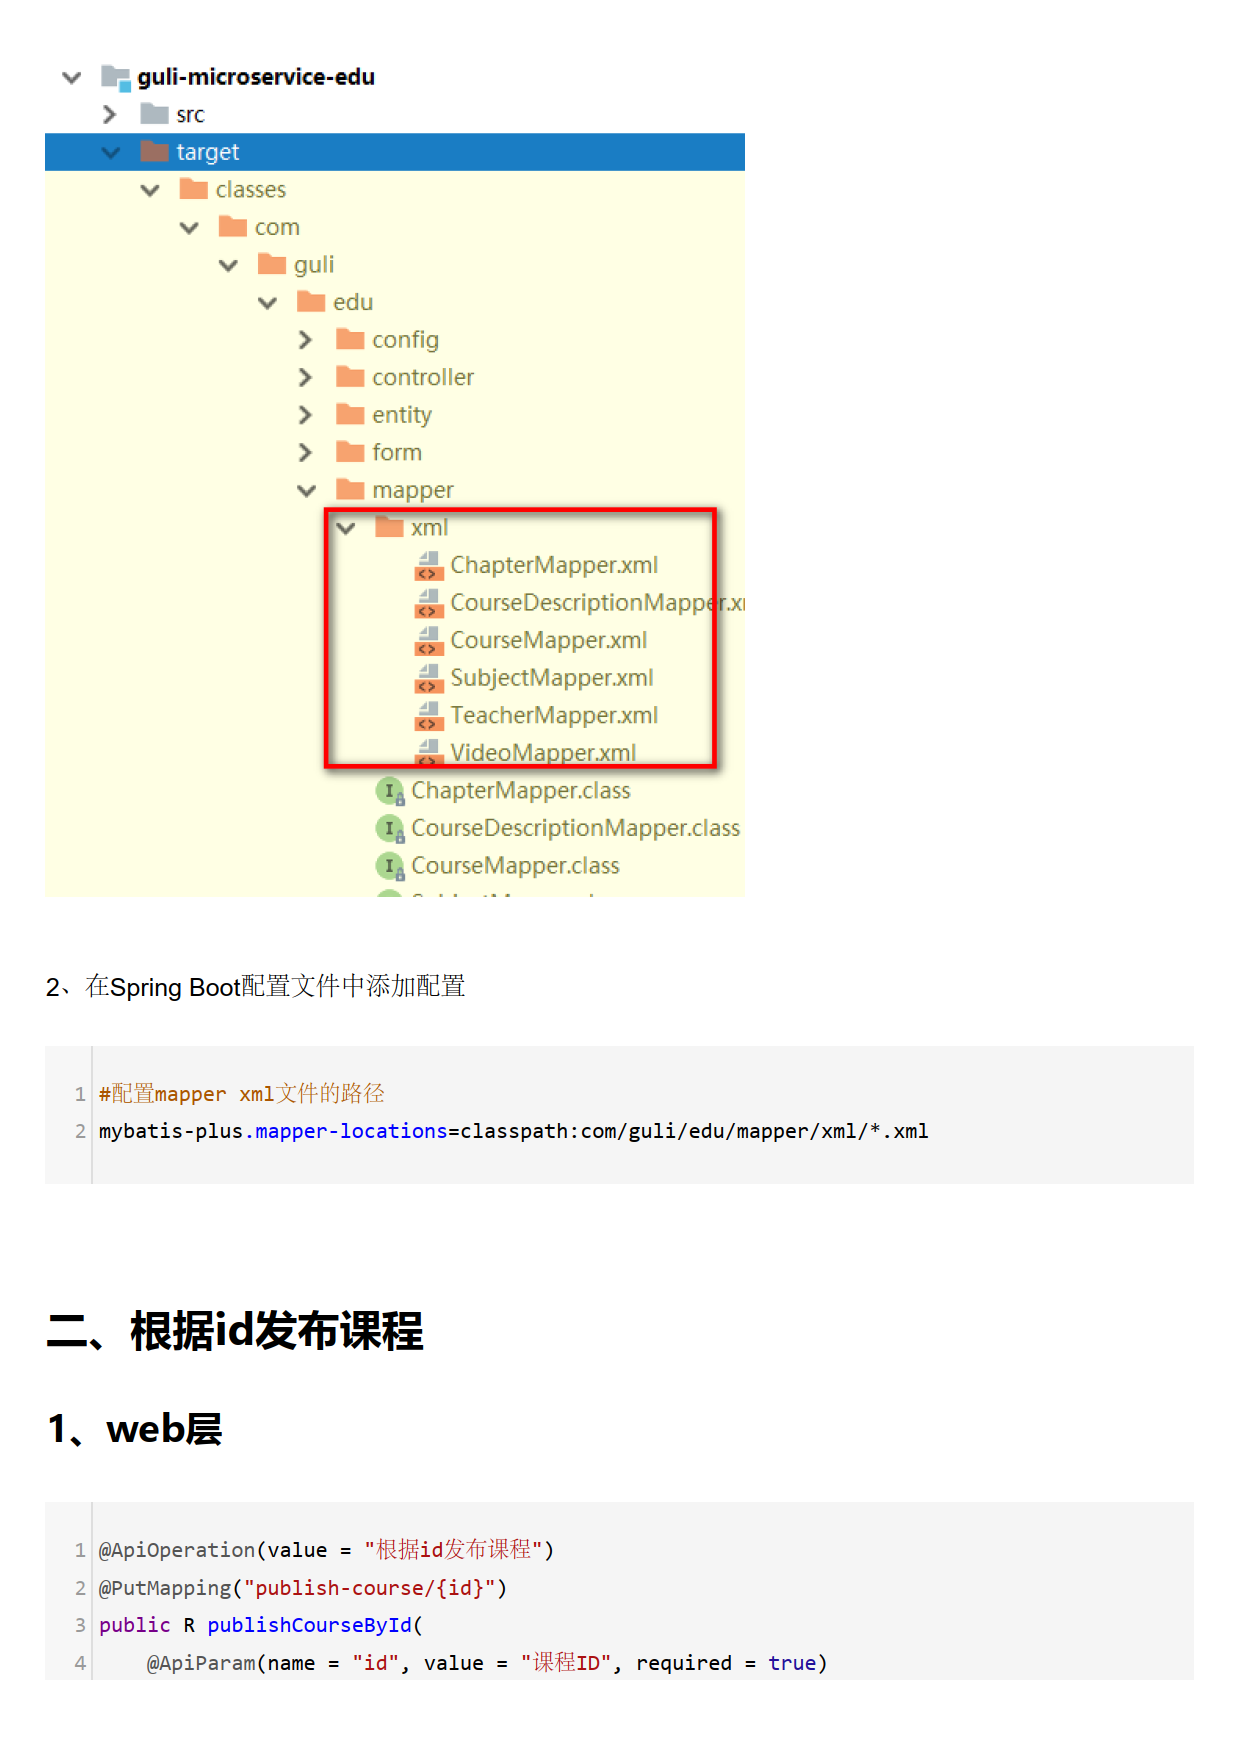 guli-microservice-edu
src
target
classes
com
guli
edu
config
controller
entity
form
mapper
xml
ChapterMapper.xml
CourseDescriptionMapper.x
CourseMapper.xml
SubjectMapper.xml
TeacherMapper.xml
VideoMapper.xml
ChapterMapper.class
CourseDescriptionMapper.class
CourseMapper.class
2、在Spring Boot配置文件中添加配置
1 #配置mapper xml文件的路径
2 mybatis-plus.mapper-locations=classpath:com/guli/edu/mapper/xml/*.xml
二、根据id发布课程
1、web层
1 @ApiOperation(value = "根据id发布课程")
2 @PutMapping("publish-course/{id}")
3 public R publishCourseById(
4     @ApiParam(name = "id", value = "课程ID", required = true)